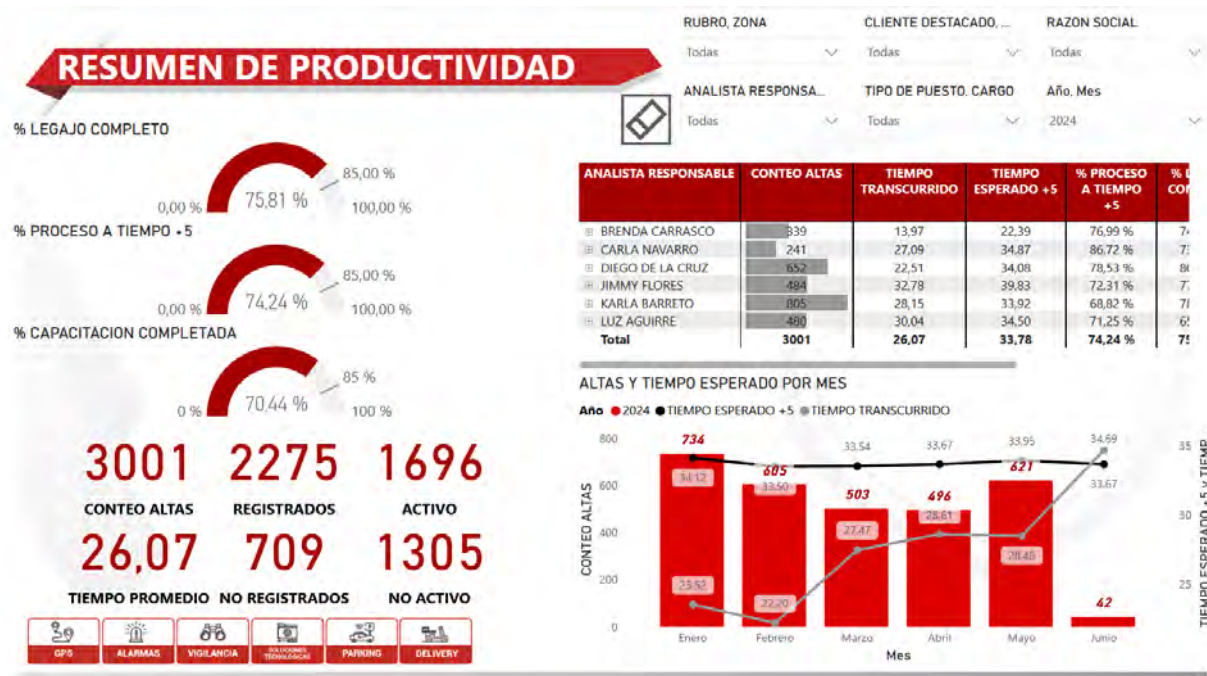 RESUMEN DE PRODUCTIVIDAD
RUBRO, ZONA
Todas
CLIENTE DESTACADO, ...
Todas
RAZON SOCIAL
Todas
ANALISTA RESPONSA...
Todas
TIPO DE PUESTO, CARGO
Todas
Año, Mes
2024
% LEGAJO COMPLETO
85,00 %
75,81 %
0,00 %
100,00 %
% PROCESO A TIEMPO +5
85,00 %
74,24 %
0,00 %
100,00 %
% CAPACITACION COMPLETADA
85 %
70,44 %
0 %
100 %
3001 2275 1696
CONTEO ALTAS REGISTRADOS ACTIVO
26,07 709 1305
TIEMPO PROMEDIO NO REGISTRADOS NO ACTIVO
GPS ALARMAS VIGILANCIA SOLUCIONES TECNOLOGICAS PARKING DELIVERY
ANALISTA RESPONSABLE CONTEO ALTAS TIEMPO TRANSCURRIDO TIEMPO ESPERADO +5 % PROCESO A TIEMPO +5
BRENDA CARRASCO 339 13,97 22,39 76,99 %
CARLA NAVARRO 241 27,09 34,87 86,72 %
DIEGO DE LA CRUZ 652 22,51 34,08 78,53 %
JIMMY FLORES 484 32,78 39,83 72,31 %
KARLA BARRETO 805 28,15 33,92 68,82 %
LUZ AGUIRRE 480 30,04 34,50 71,25 %
Total 3001 26,07 33,78 74,24 %
ALTAS Y TIEMPO ESPERADO POR MES
Año 2024 TIEMPO ESPERADO +5 TIEMPO TRANSCURRIDO
CONTEO ALTAS
800
600
400
200
0
734 605 503 496 621 42
34.12 33.50 33.54 33.67 33.95 33.67
23.52 22.20 27.47 28.61 28.48 34.69
35
30
25
Enero Febrero Marzo Abril Mayo Junio
Mes
TIEMPO ESPERADO +5 y TIEMP